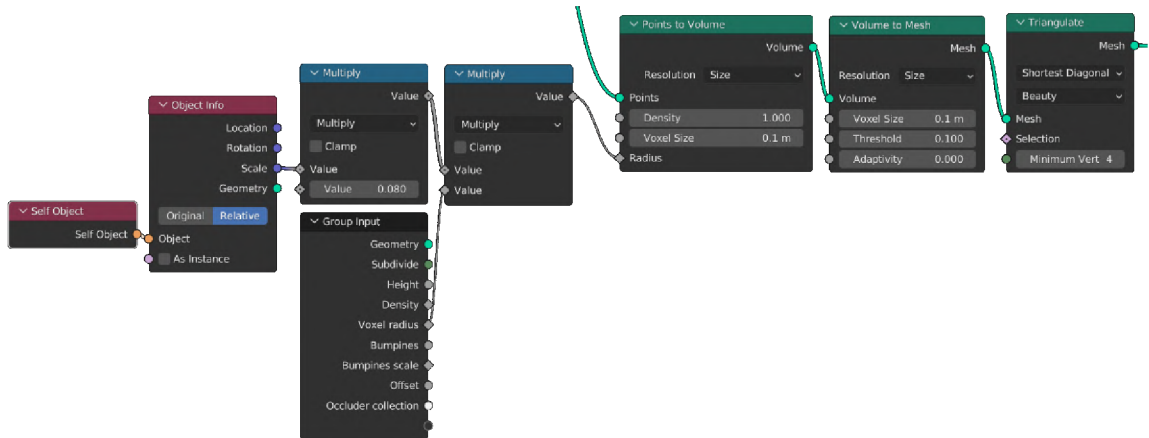 Self Object
Self Object
Object Info
Location
Rotation
Scale
Geometry
Original Relative
Object
As Instance
Multiply
Value
Multiply
Clamp
Value
Value 0.080
Group Input
Geometry
Subdivide
Height
Density
Voxel radius
Bumpines
Bumpines scale
Offset
Occluder collection
Multiply
Value
Multiply
Clamp
Value
Value
Points to Volume
Volume
Resolution Size
Points
Density 1.000
Voxel Size 0.1 m
Radius
Volume to Mesh
Mesh
Resolution Size
Volume
Voxel Size 0.1 m
Threshold 0.100
Adaptivity 0.000
Triangulate
Mesh
Shortest Diagonal
Beauty
Mesh
Selection
Minimum Vert 4